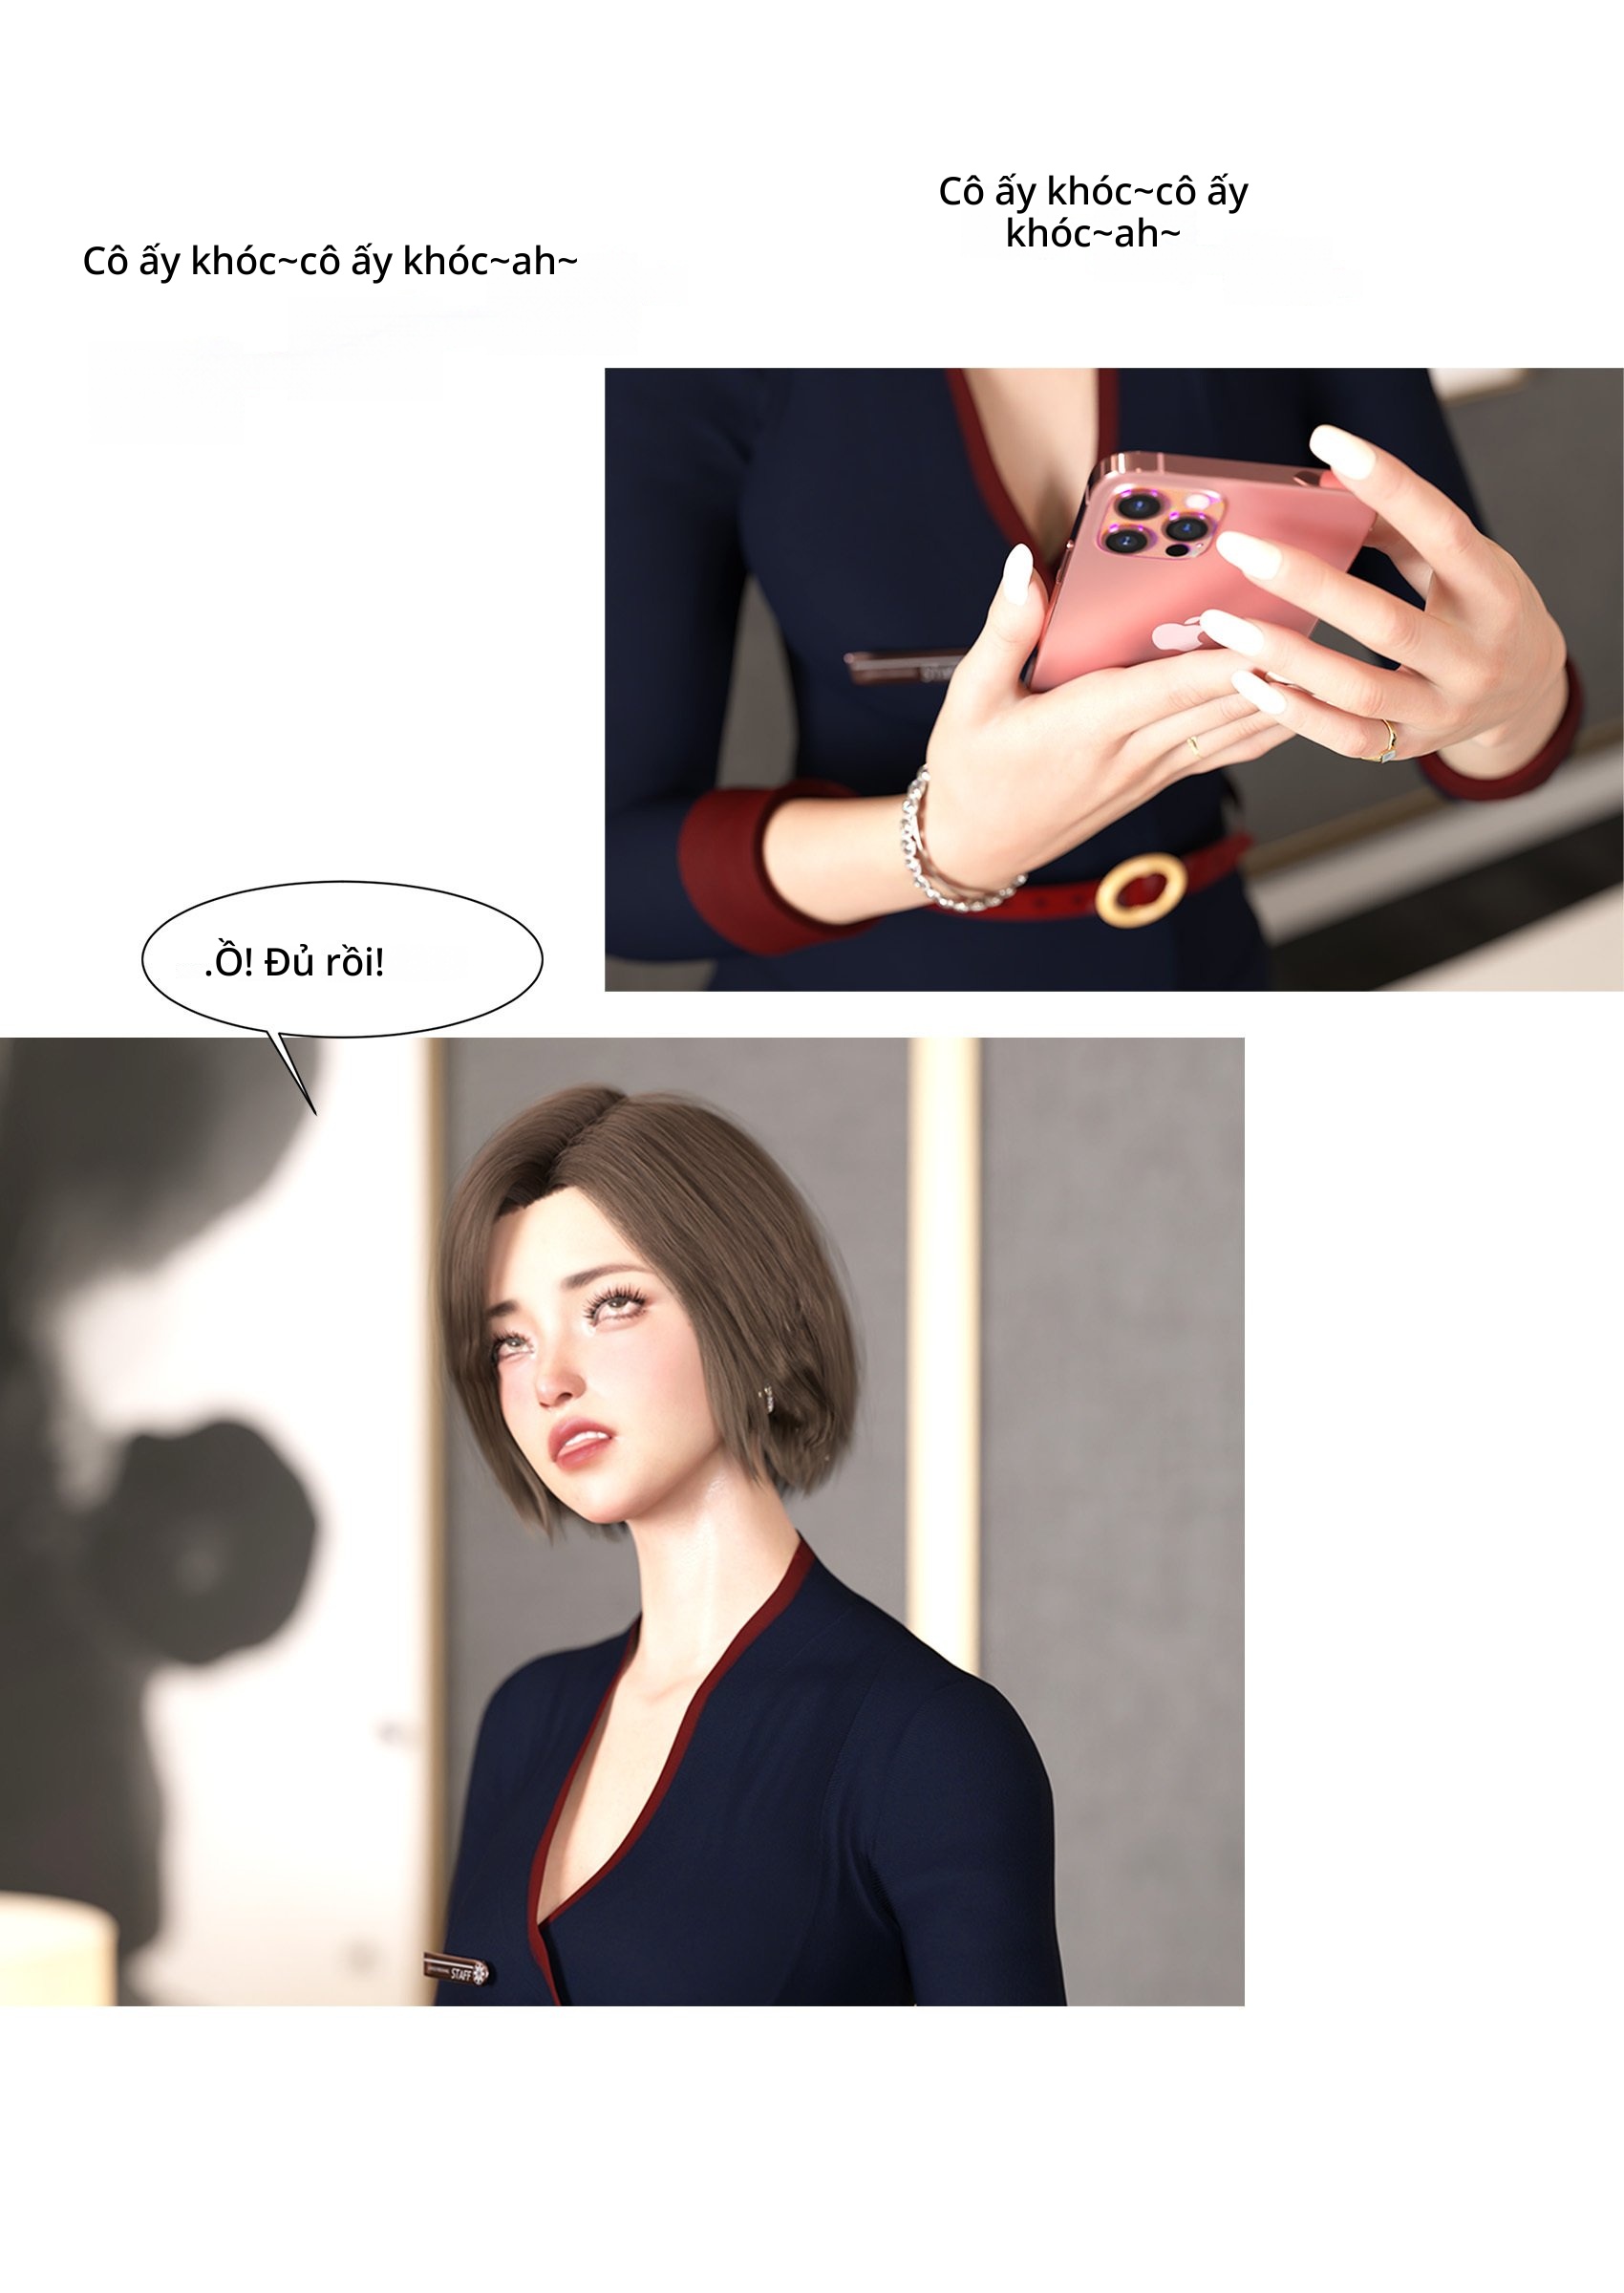 Cô ấy khóc~cô ấy
khóc~ah~
Cô ấy khóc~cô ấy khóc~ah~
.Ồ! Đủ rồi!
STAFF